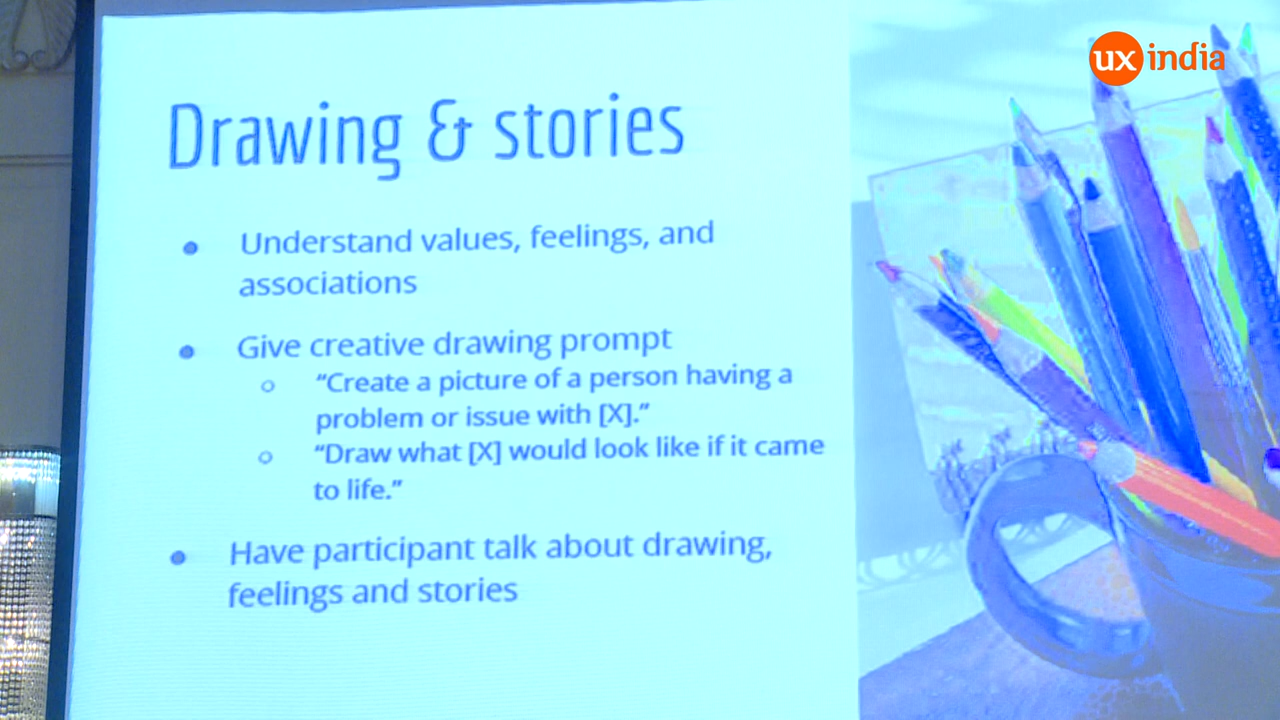 ux india
Drawing & stories
Understand values, feelings, and
associations
Give creative drawing prompt
“Create a picture of a person having a
problem or issue with [X].”
“Draw what [X] would look like if it came
to life.”
Have participant talk about drawing,
feelings and stories